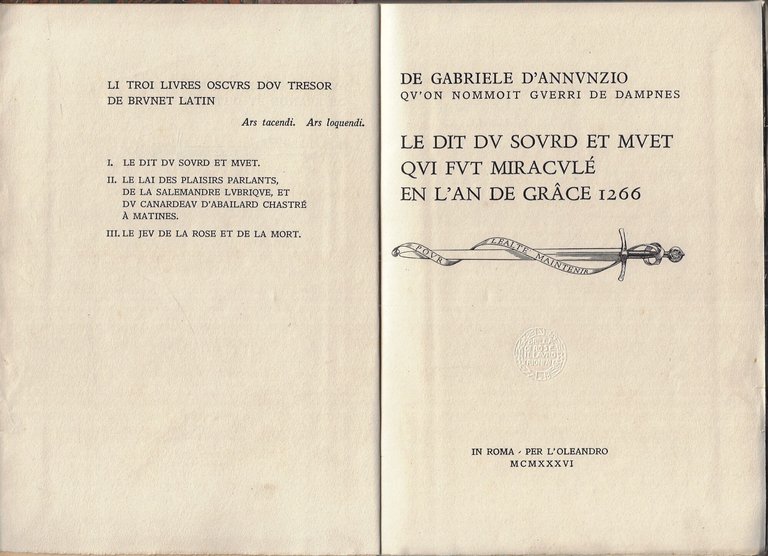 LI TROI LIVRES OSCVRS DOV TRESOR
DE BRVNET LATIN
Ars tacendi. Ars loquendi.
I. LE DIT DV SOVRD ET MVET.
II. LE LAI DES PLAISIRS PARLANTS,
DE LA SALEMANDRE LVBRIQVE, ET
DV CANARDEAV D'ABAILARD CHASTRÉ
À MATINES.
III. LE JEV DE LA ROSE ET DE LA MORT.
DE GABRIELE D'ANNVNZIO
QV'ON NOMMOIT GVERRI DE DAMPNES
LE DIT DV SOVRD ET MVET
QVI FVT MIRACVLÉ
EN L'AN DE GRÂCE 1266
POVR LEALTE MAINTENIR
IN ROMA - PER L'OLEANDRO
MCMXXXVI